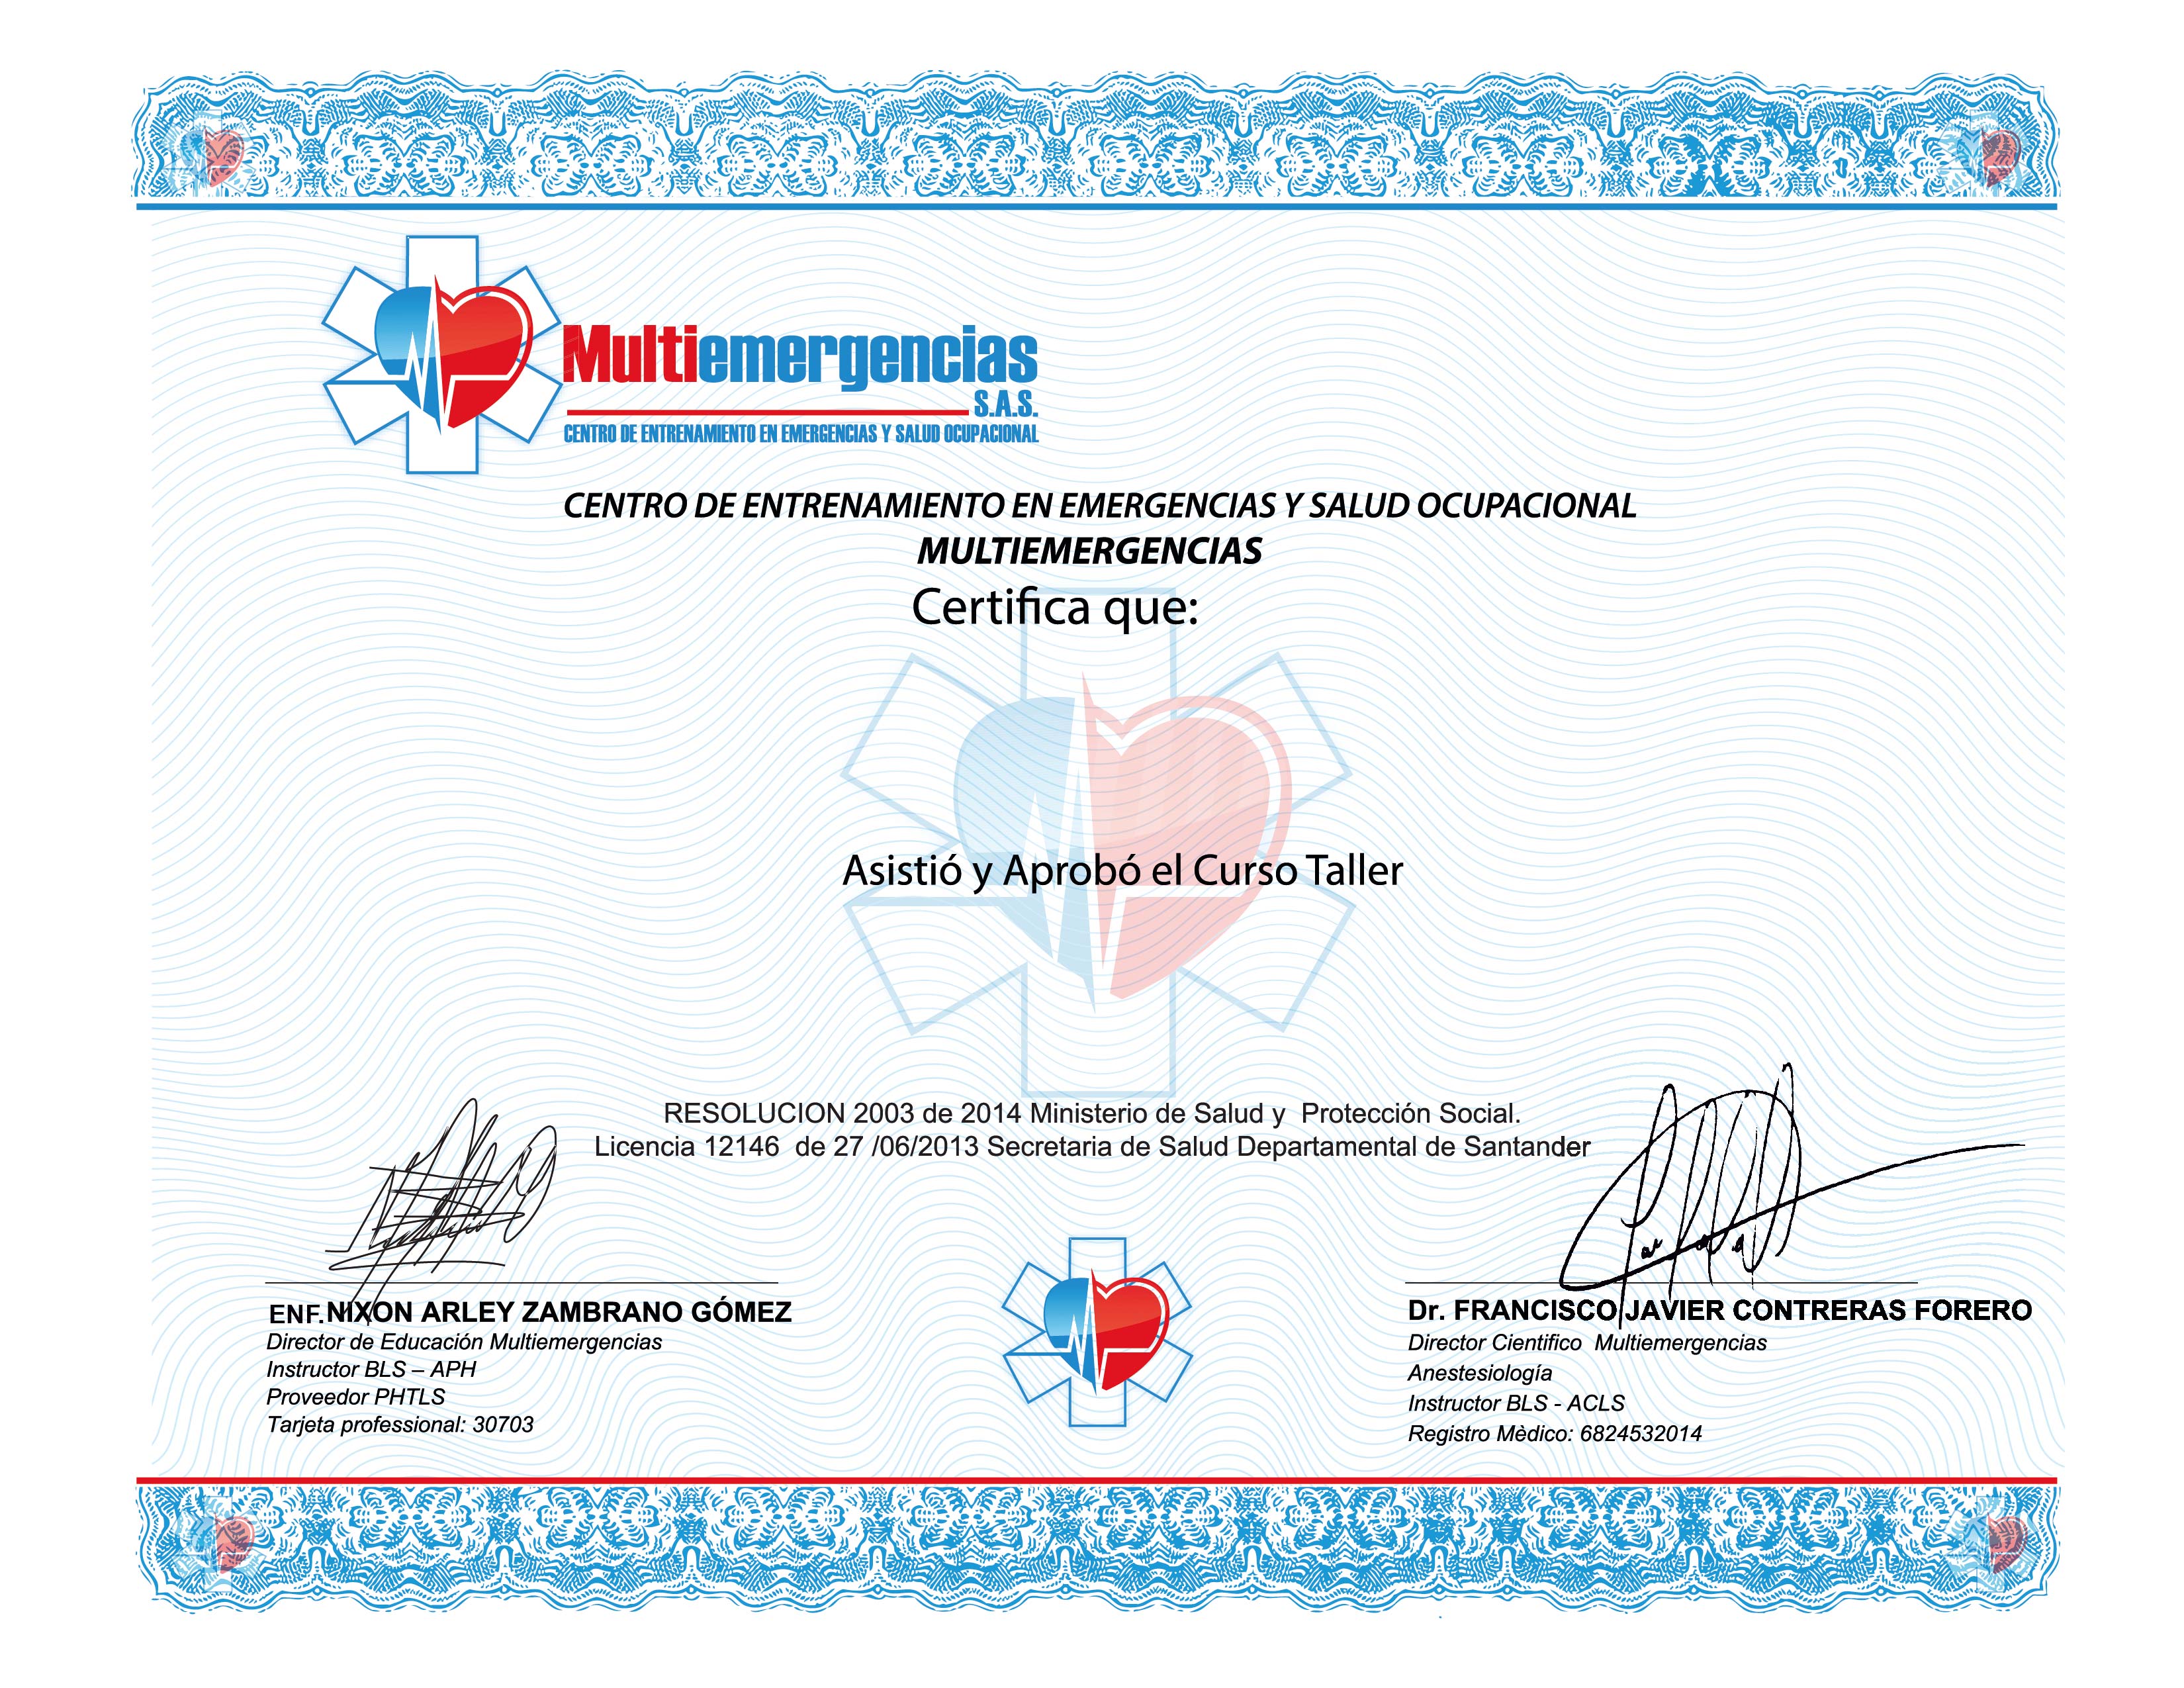 Multiemergencias
S.A.S.
CENTRO DE ENTRENAMIENTO EN EMERGENCIAS Y SALUD OCUPACIONAL
CENTRO DE ENTRENAMIENTO EN EMERGENCIAS Y SALUD OCUPACIONAL
MULTIEMERGENCIAS
Certifica que:
Asistió y Aprobó el Curso Taller
RESOLUCION 2003 de 2014 Ministerio de Salud y Protección Social.
Licencia 12146 de 27 /06/2013 Secretaria de Salud Departamental de Santander
ENF. NIXON ARLEY ZAMBRANO GÓMEZ
Director de Educación Multiemergencias
Instructor BLS – APH
Proveedor PHTLS
Tarjeta professional: 30703
Dr. FRANCISCO JAVIER CONTRERAS FORERO
Director Cientifico Multiemergencias
Anestesiología
Instructor BLS - ACLS
Registro Mèdico: 6824532014